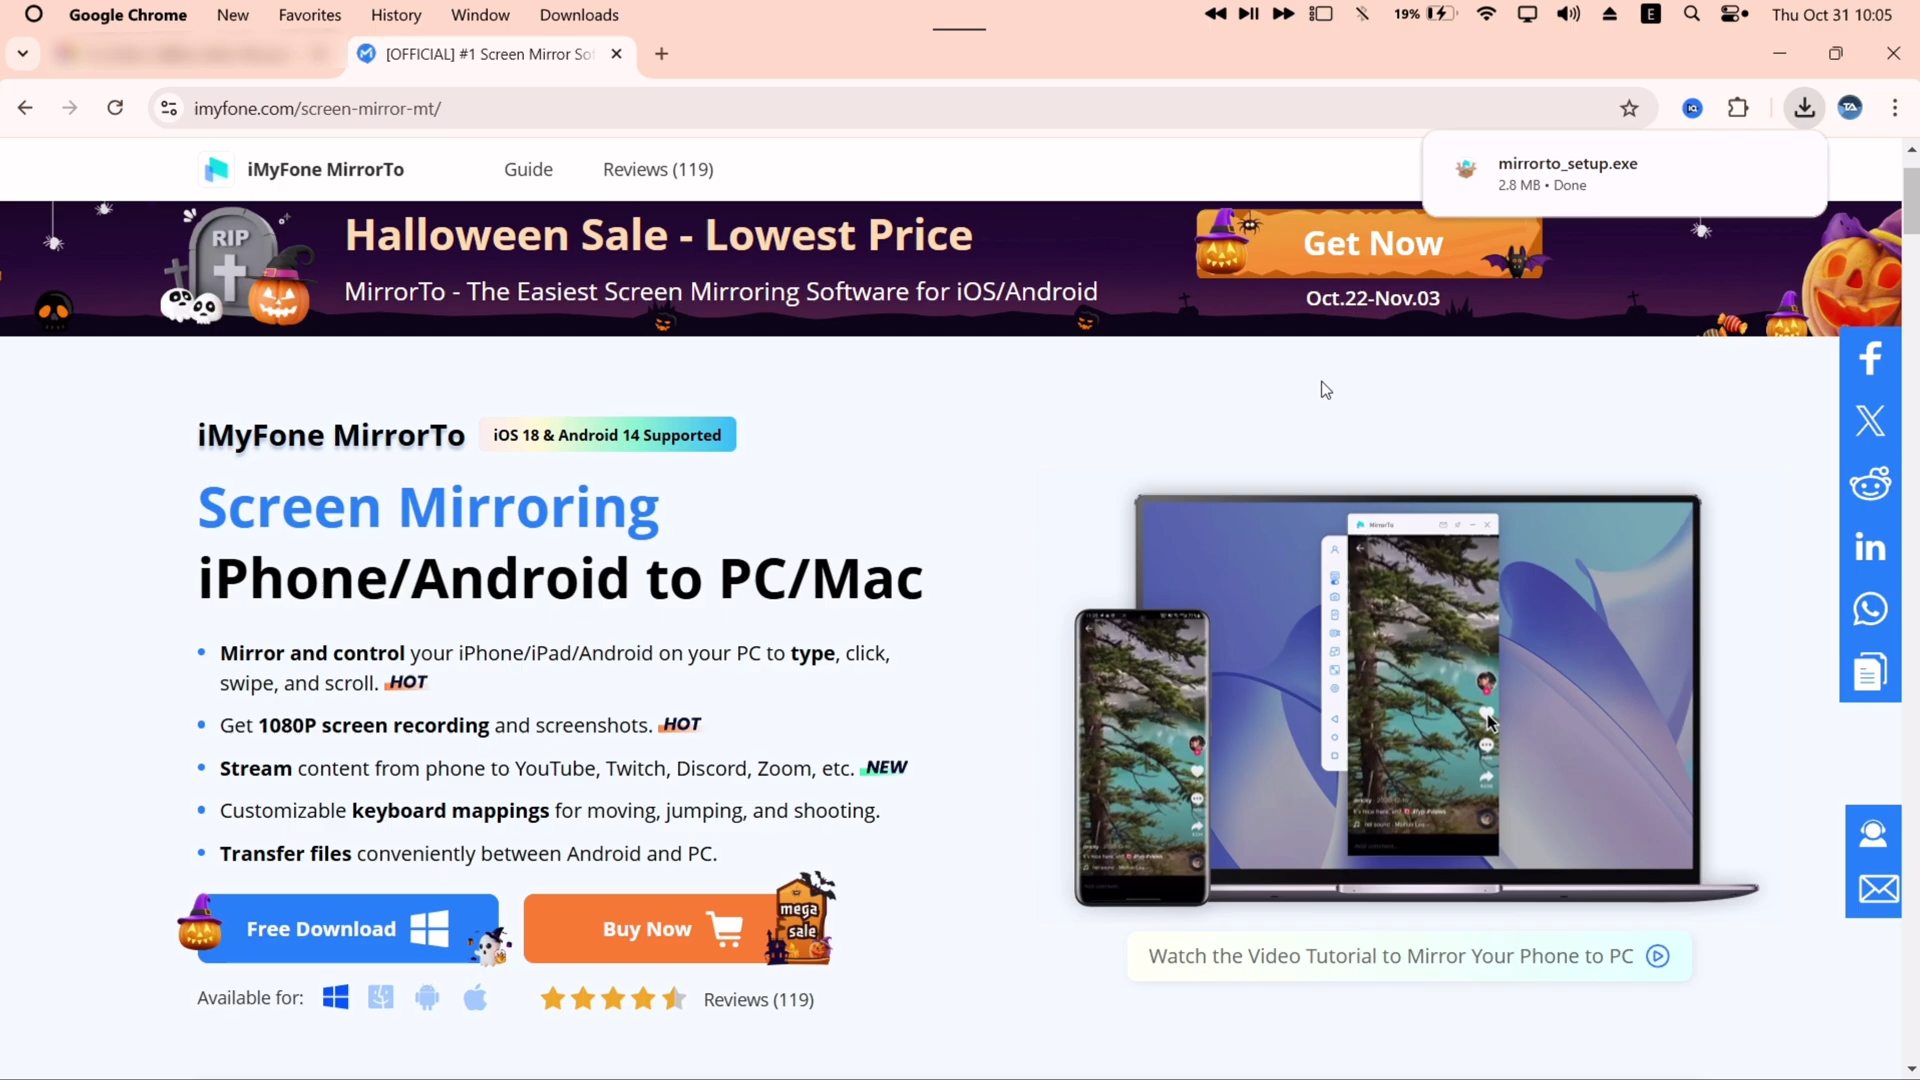 Google Chrome New Favorites History Window Downloads 19% E Thu Oct 31 10:05
[OFFICIAL] #1 Screen Mirror So
imyfone.com/screen-mirror-mt/
mirrorto_setup.exe
2.8 MB • Done
iMyFone MirrorTo Guide Reviews (119)
RIP
Halloween Sale - Lowest Price
MirrorTo - The Easiest Screen Mirroring Software for iOS/Android
Get Now
Oct.22-Nov.03
iMyFone MirrorTo iOS 18 & Android 14 Supported
Screen Mirroring
iPhone/Android to PC/Mac
Mirror and control your iPhone/iPad/Android on your PC to type, click,
swipe, and scroll. HOT
Get 1080P screen recording and screenshots. HOT
Stream content from phone to YouTube, Twitch, Discord, Zoom, etc. NEW
Customizable keyboard mappings for moving, jumping, and shooting.
Transfer files conveniently between Android and PC.
Free Download
Buy Now
mega
sale
Available for:
Reviews (119)
MirrorTo
Watch the Video Tutorial to Mirror Your Phone to PC